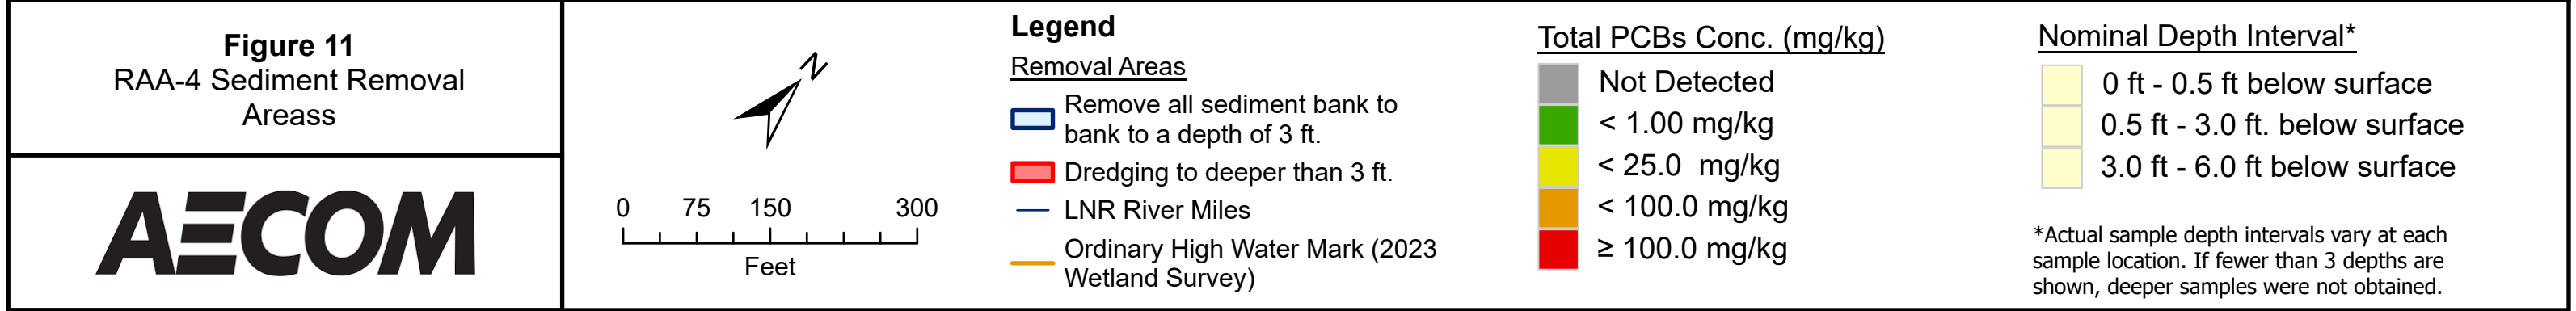 Figure 11
RAA-4 Sediment Removal
Areass
AECOM
N
0 75 150 300
Feet
Legend
Removal Areas
Remove all sediment bank to
bank to a depth of 3 ft.
Dredging to deeper than 3 ft.
LNR River Miles
Ordinary High Water Mark (2023
Wetland Survey)
Total PCBs Conc. (mg/kg)
Not Detected
< 1.00 mg/kg
< 25.0 mg/kg
< 100.0 mg/kg
≥ 100.0 mg/kg
Nominal Depth Interval*
0 ft - 0.5 ft below surface
0.5 ft - 3.0 ft. below surface
3.0 ft - 6.0 ft below surface
*Actual sample depth intervals vary at each
sample location. If fewer than 3 depths are
shown, deeper samples were not obtained.